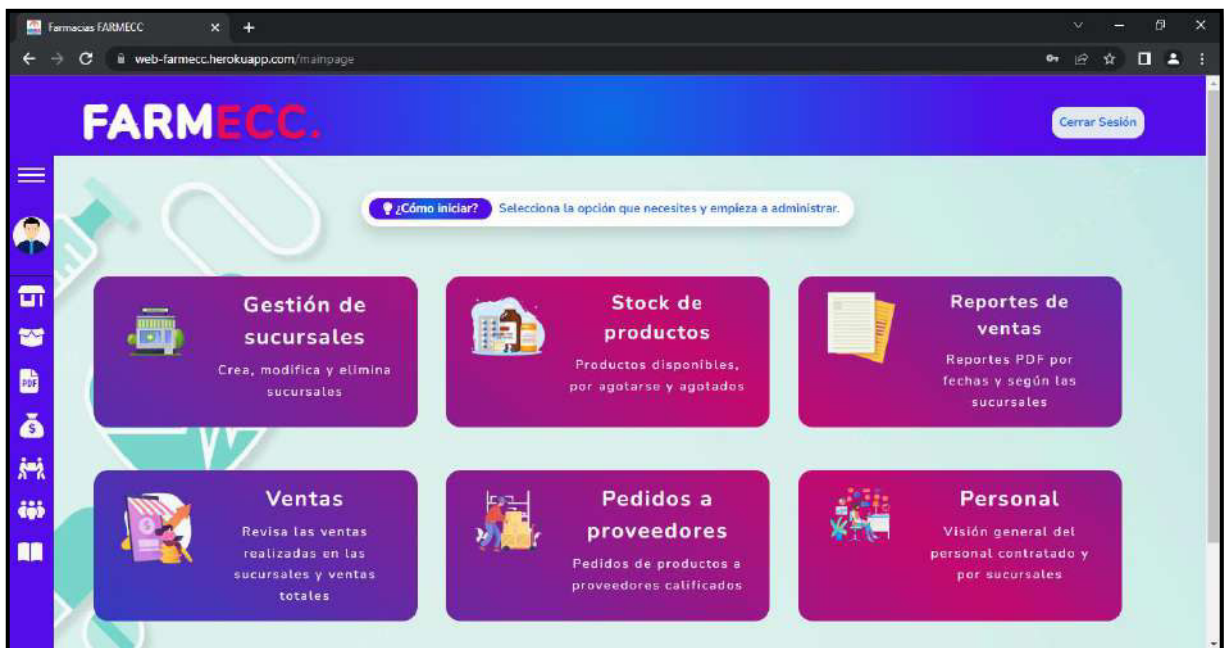 Farmacias FARMECC
web-farmecc.herokuapp.com/mainpage
FARMECC.
Cerrar Sesión
¿Cómo iniciar? Selecciona la opción que necesites y empieza a administrar.
Gestión de
sucursales
Crea, modifica y elimina
sucursales
Stock de
productos
Productos disponibles,
por agotarse y agotados
Reportes de
ventas
Reportes PDF por
fechas y según las
sucursales
PDF
Ventas
Revisa las ventas
realizadas en las
sucursales y ventas
totales
Pedidos a
proveedores
Pedidos de productos a
proveedores calificados
Personal
Visión general del
personal contratado y
por sucursales